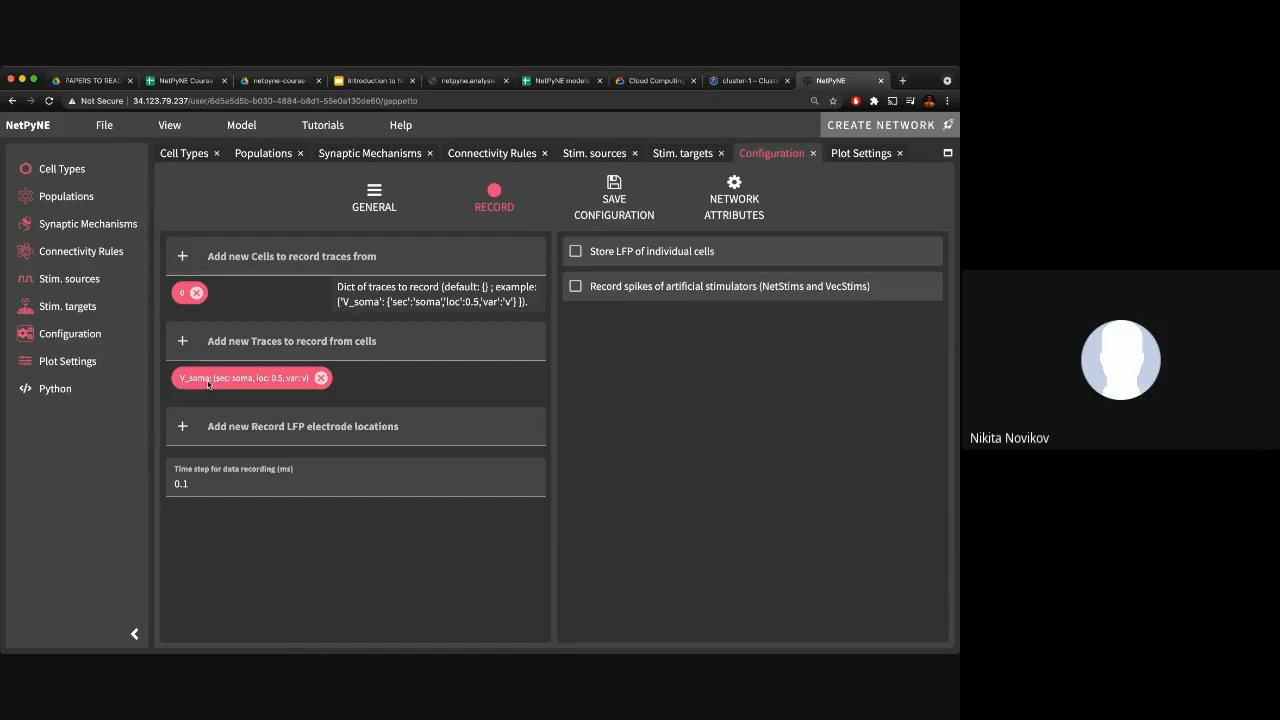 PAPERS TO READ
NetPyNE Course
netpyne-course-
Introduction to N
netpyne.analysis
NetPyNE models
Cloud Computing
cluster-1 – Cluste
NetPyNE
Not Secure | 34.123.79.237/user/6d5a5d5b-b030-4884-b8d1-55e0a130de60/geppetto
NetPyNE File View Model Tutorials Help CREATE NETWORK
Cell Types
Populations
Synaptic Mechanisms
Connectivity Rules
Stim. sources
Stim. targets
Configuration
Plot Settings
Python
Cell Types × Populations × Synaptic Mechanisms × Connectivity Rules × Stim. sources × Stim. targets × Configuration × Plot Settings ×
GENERAL
RECORD
SAVE
CONFIGURATION
NETWORK
ATTRIBUTES
+ Add new Cells to record traces from
0
Dict of traces to record (default: {} ; example:
{'V_soma': {'sec':'soma','loc':0.5,'var':'v'} }).
+ Add new Traces to record from cells
V_soma: {sec: soma, loc: 0.5, var: v}
+ Add new Record LFP electrode locations
Time step for data recording (ms)
0.1
Store LFP of individual cells
Record spikes of artificial stimulators (NetStims and VecStims)
Nikita Novikov